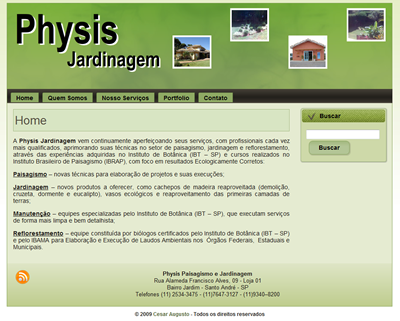 Physis
Jardinagem
Home
Quem Somos
Nosso Serviços
Portfolio
Contato
Home
Buscar
Buscar
A Physis Jardinagem vem continuamente aperfeiçoando seus serviços, com profissionais cada vez
mais qualificados, aprimorando suas técnicas no setor de paisagismo, jardinagem e reflorestamento,
através das experiências adquiridas no Instituto de Botânica (IBT – SP) e cursos realizados no
Instituto Brasileiro de Paisagismo (IBRAP), com foco em resultados Ecologicamente Corretos:
Paisagismo – novas técnicas para elaboração de projetos e suas execuções;
Jardinagem – novos produtos a oferecer, como cachepos de madeira reaproveitada (demolição,
cruzeta, dormente e eucalipto), vasos ecológicos e reaproveitamento das primeiras camadas de
terras;
Manutenção – equipes especializadas pelo Instituto de Botânica (IBT – SP), que executam serviços
de forma mais limpa e bem detalhista;
Reflorestamento – equipe constituída por biólogos certificados pelo Instituto de Botânica (IBT – SP)
e pelo IBAMA para Elaboração e Execução de Laudos Ambientais nos Órgãos Federais, Estaduais e
Municipais.
Physis Paisagismo e Jardinagem
Rua Alameda Francisco Alves, 09 - Loja 01
Bairro Jardim - Santo André - SP
Telefones (11) 2534-3475 - (11)7647-3127 - (11)9340–8200
© 2009 Cesar Augusto - Todos os direitos reservados